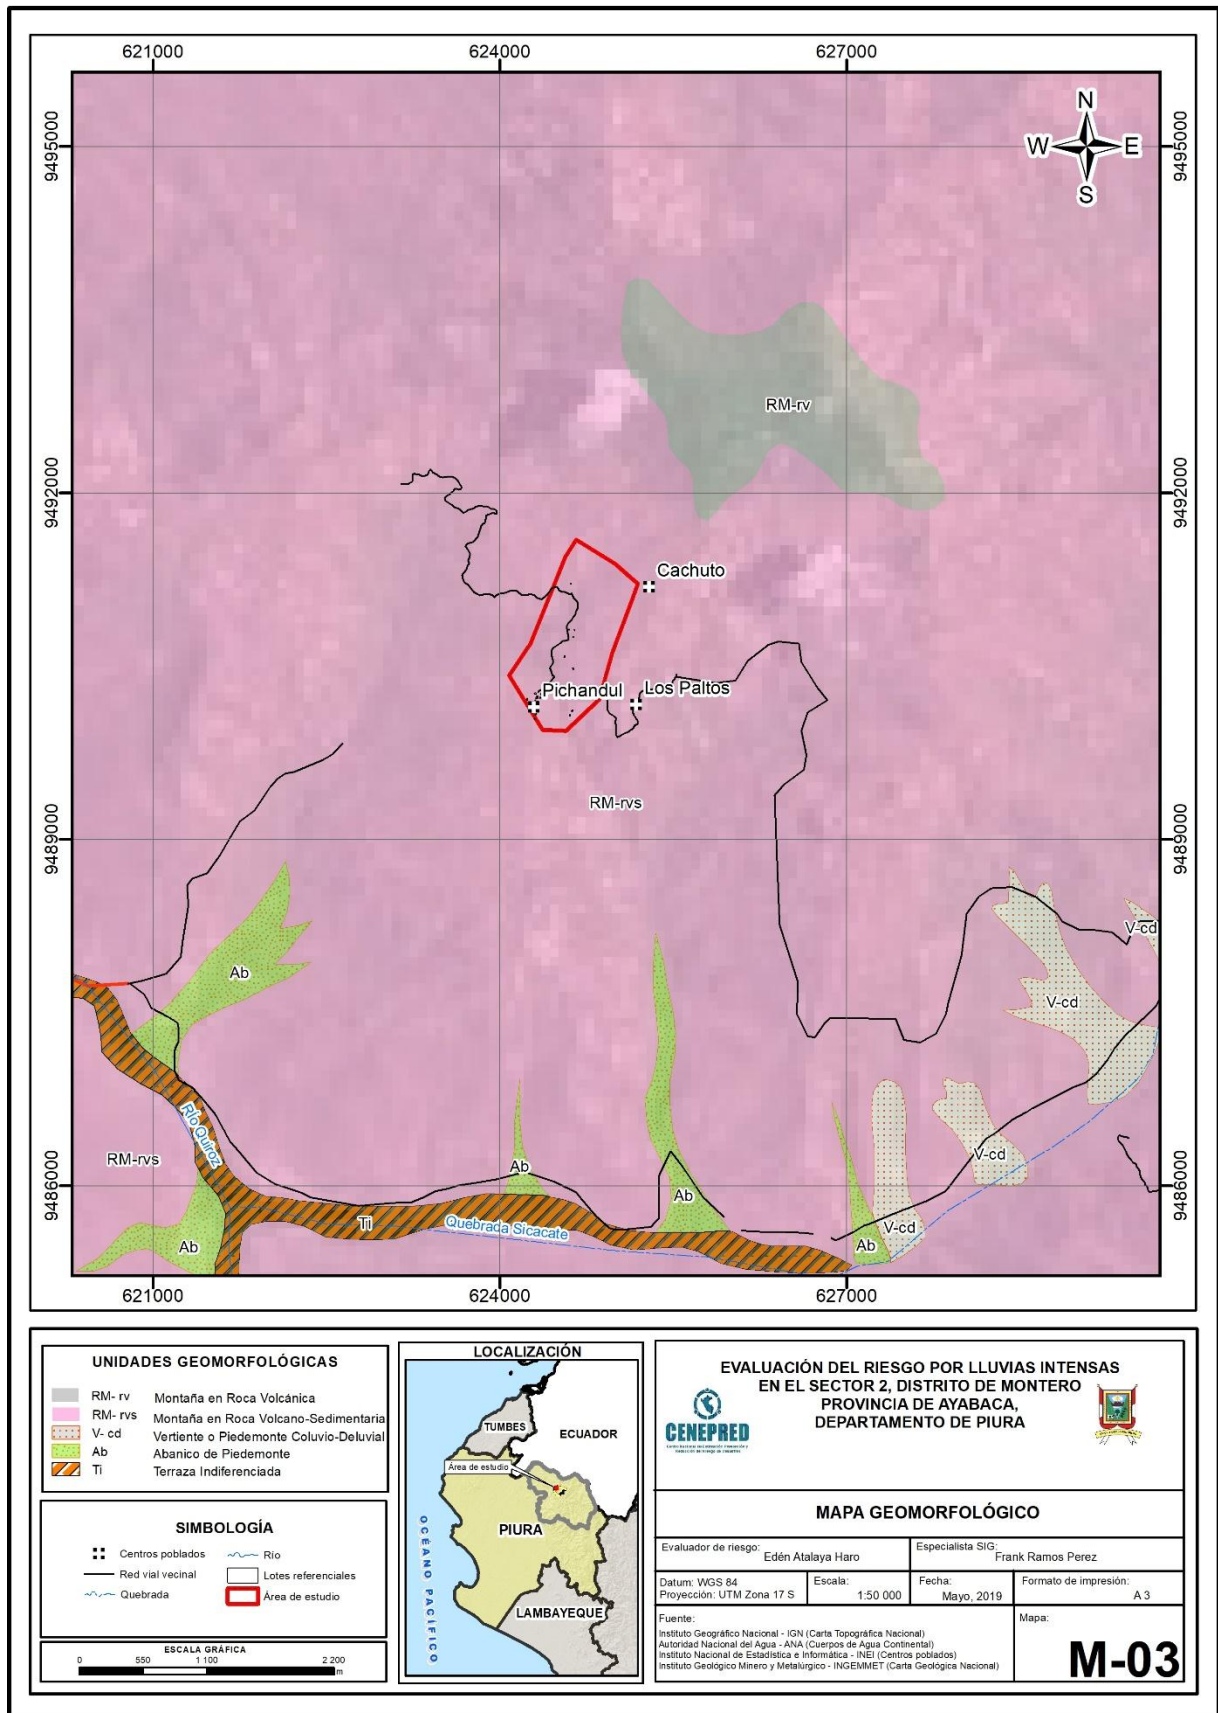 621000
624000
627000
9495000
9495000
N
W
E
S
RM-rv
9492000
9492000
Cachuto
Pichandul
Los Paltos
RM-rvs
9489000
9489000
V-cd
Ab
V-cd
Río Quiroz
RM-rvs
Ab
V-cd
9486000
9486000
Ab
Ti
Quebrada Sicacate
V-cd
Ab
Ab
621000
624000
627000
UNIDADES GEOMORFOLÓGICAS
RM- rv Montaña en Roca Volcánica
RM- rvs Montaña en Roca Volcano-Sedimentaria
V- cd Vertiente o Piedemonte Coluvio-Deluvial
Ab Abanico de Piedemonte
Ti Terraza Indiferenciada
SIMBOLOGÍA
Centros poblados
Río
Red vial vecinal
Lotes referenciales
Quebrada
Área de estudio
ESCALA GRÁFICA
0 550 1 100 2 200
m
LOCALIZACIÓN
TUMBES
ECUADOR
Área de estudio
PIURA
OCÉANO PACÍFICO
LAMBAYEQUE
EVALUACIÓN DEL RIESGO POR LLUVIAS INTENSAS
EN EL SECTOR 2, DISTRITO DE MONTERO
PROVINCIA DE AYABACA,
DEPARTAMENTO DE PIURA
CENEPRED
MAPA GEOMORFOLÓGICO
Evaluador de riesgo:
Edén Atalaya Haro
Especialista SIG:
Frank Ramos Perez
Datum: WGS 84
Proyección: UTM Zona 17 S
Escala:
1:50 000
Fecha:
Mayo, 2019
Formato de impresión:
A 3
Fuente:
Instituto Geográfico Nacional - IGN (Carta Topográfica Nacional)
Autoridad Nacional del Agua - ANA (Cuerpos de Agua Continental)
Instituto Nacional de Estadística e Informática - INEI (Centros poblados)
Instituto Geológico Minero y Metalúrgico - INGEMMET (Carta Geológica Nacional)
Mapa:
M-03